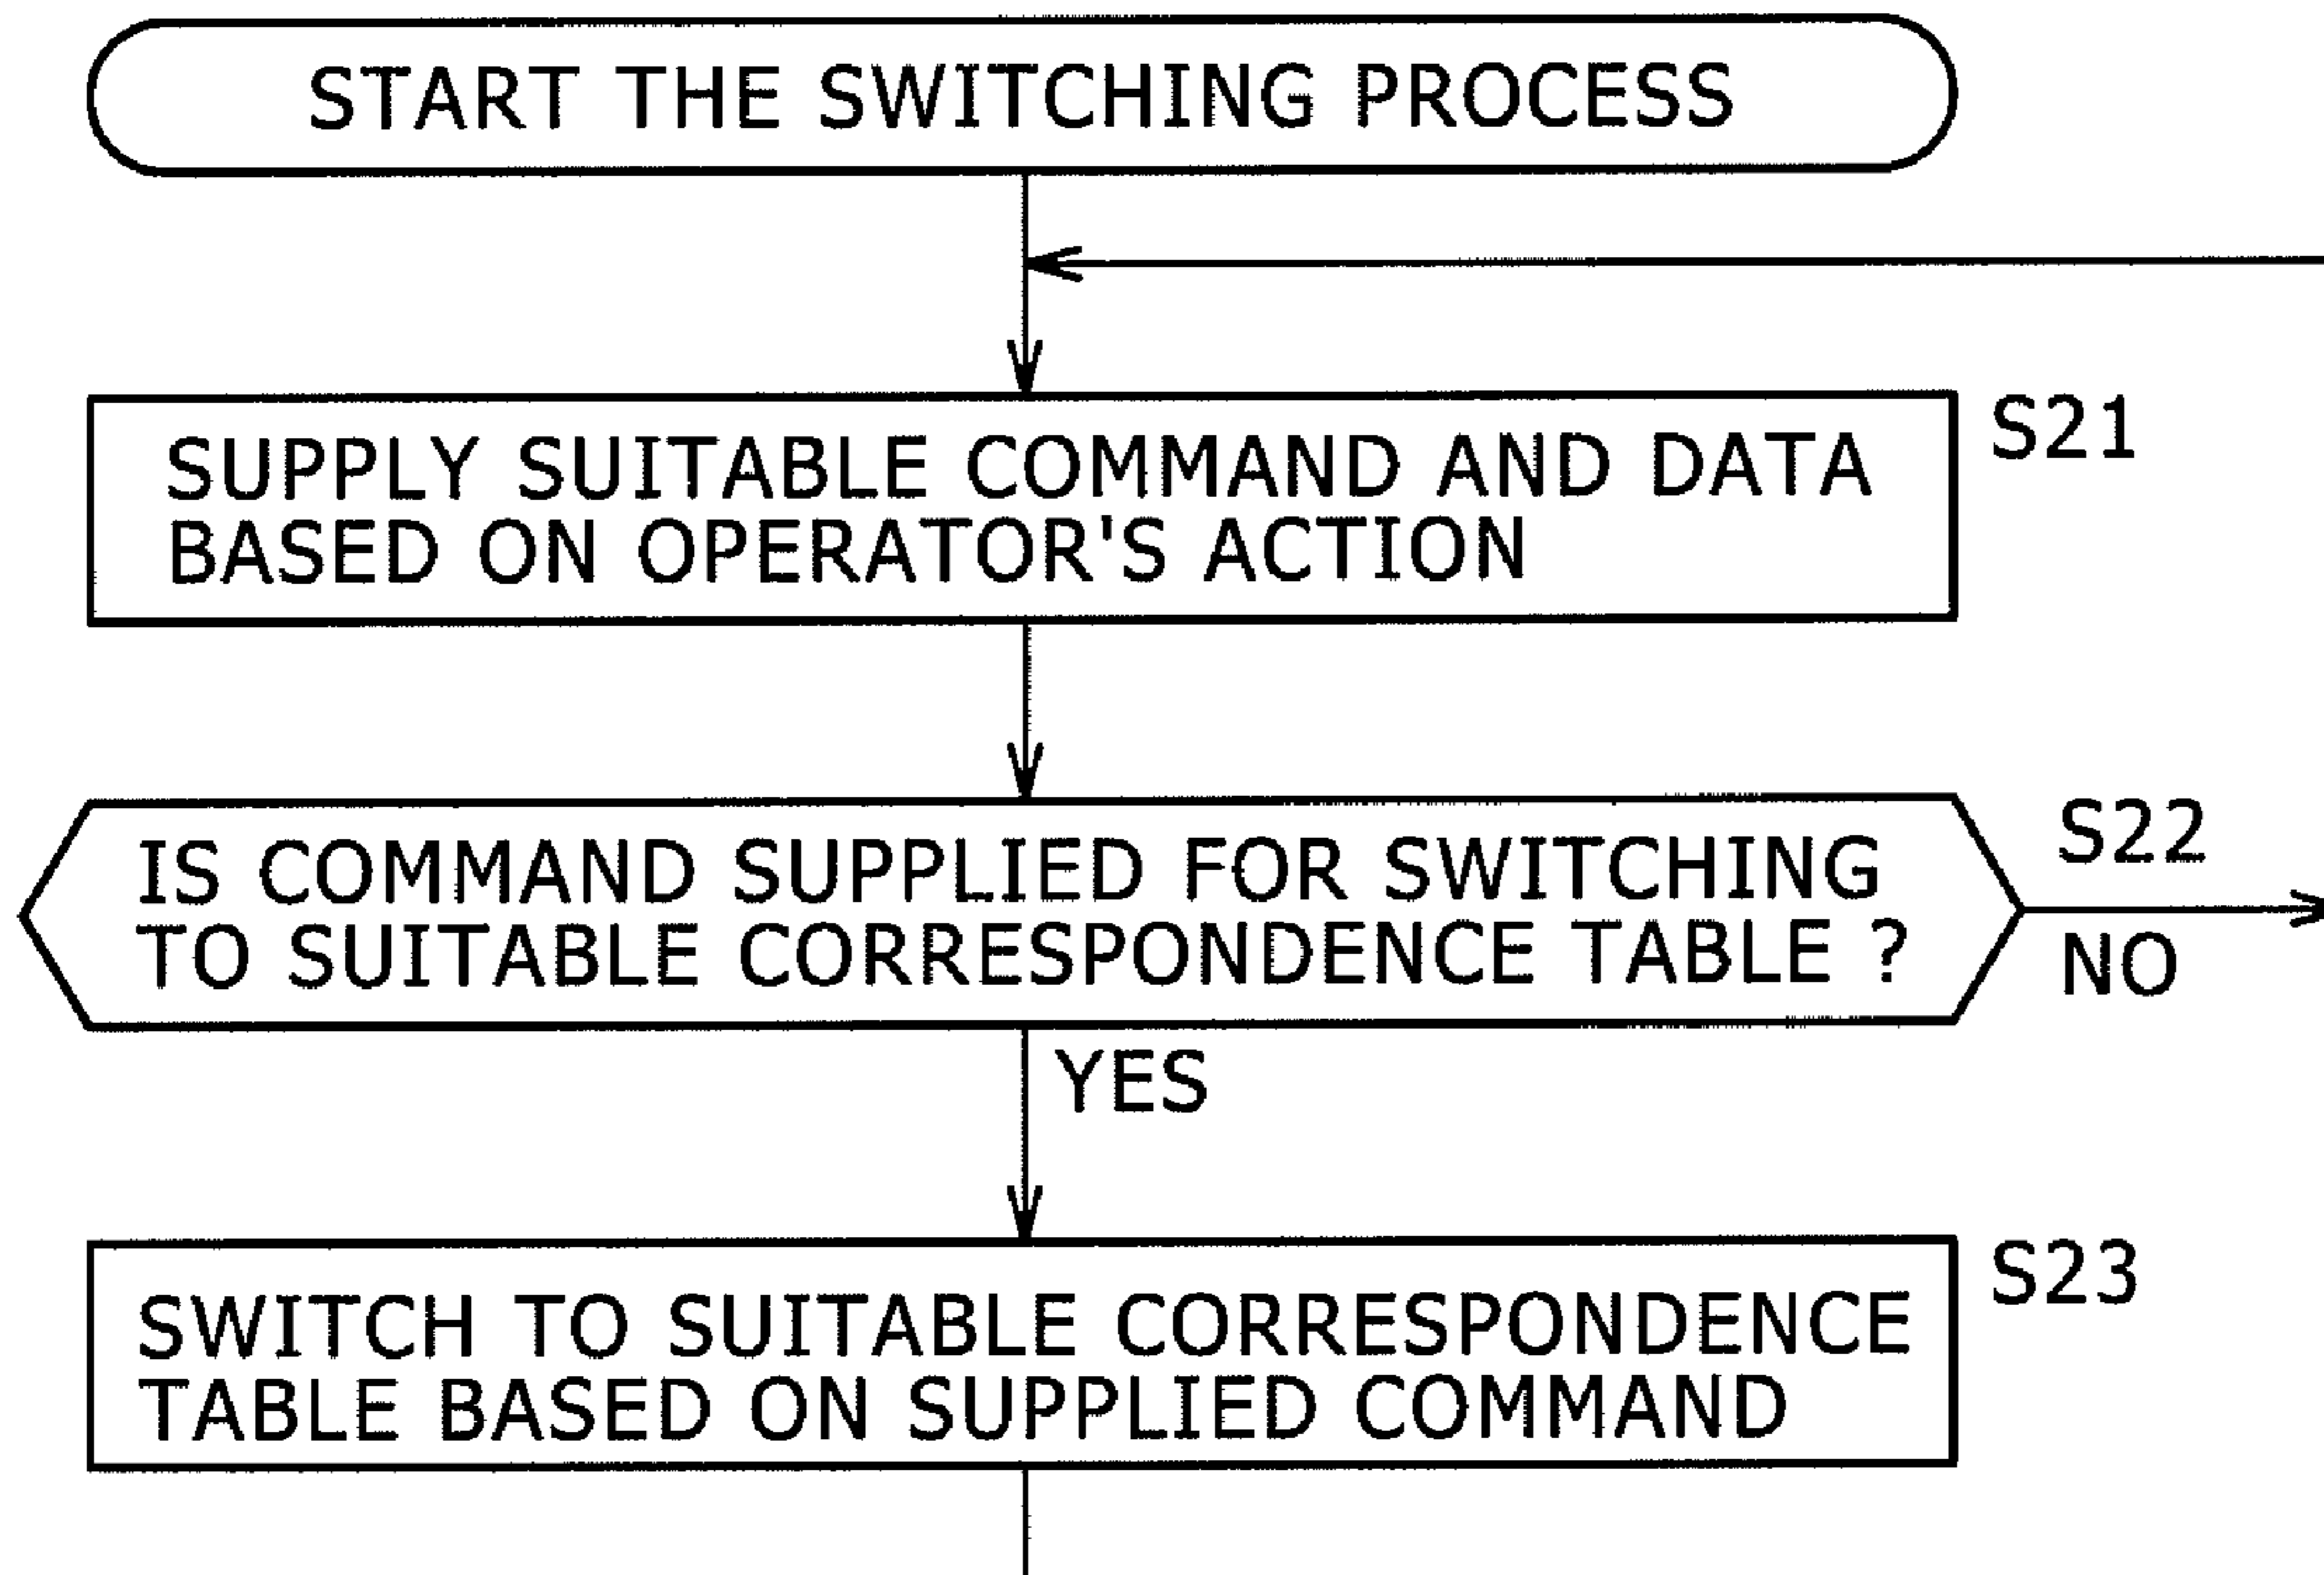 START THE SWITCHING PROCESS
S21
SUPPLY SUITABLE COMMAND AND DATA
BASED ON OPERATOR'S ACTION
S22
IS COMMAND SUPPLIED FOR SWITCHING
TO SUITABLE CORRESPONDENCE TABLE ?
NO
YES
S23
SWITCH TO SUITABLE CORRESPONDENCE
TABLE BASED ON SUPPLIED COMMAND